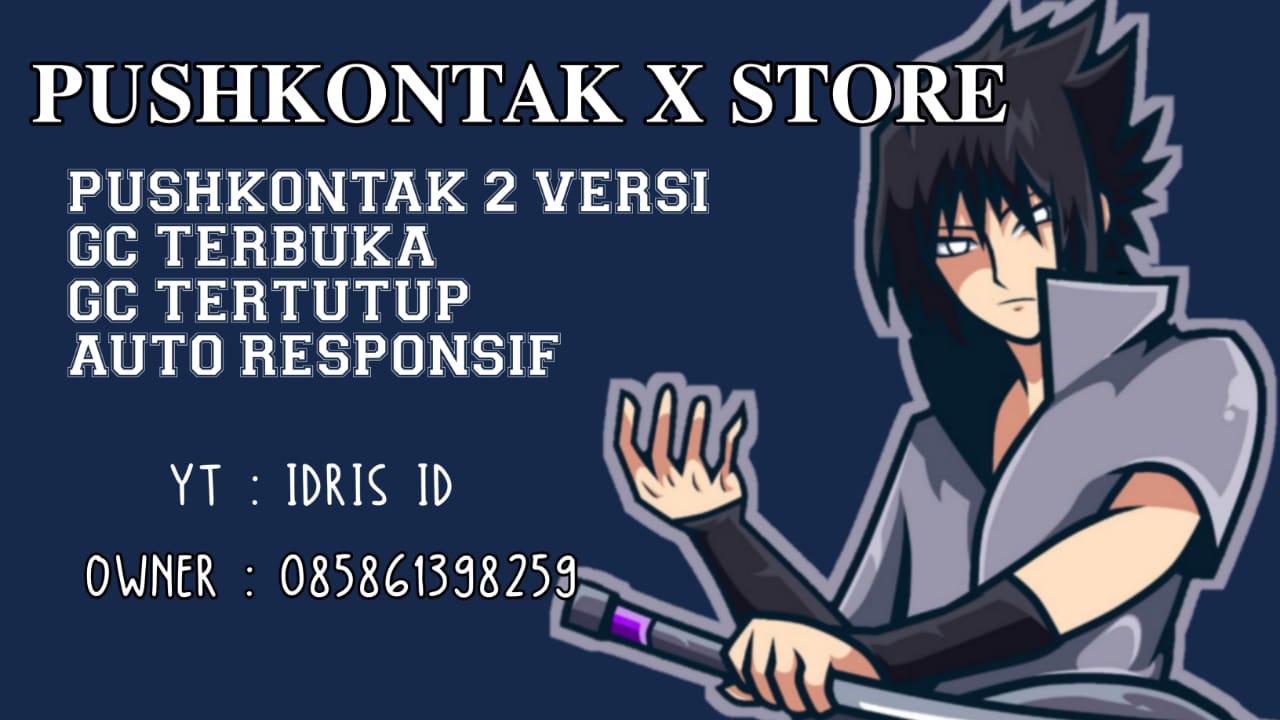 PUSHKONTAK X STORE
PUSHKONTAK 2 VERSI
GC TERBUKA
GC TERTUTUP
AUTO RESPONSIF
YT : IDRIS ID
OWNER : 085861398259